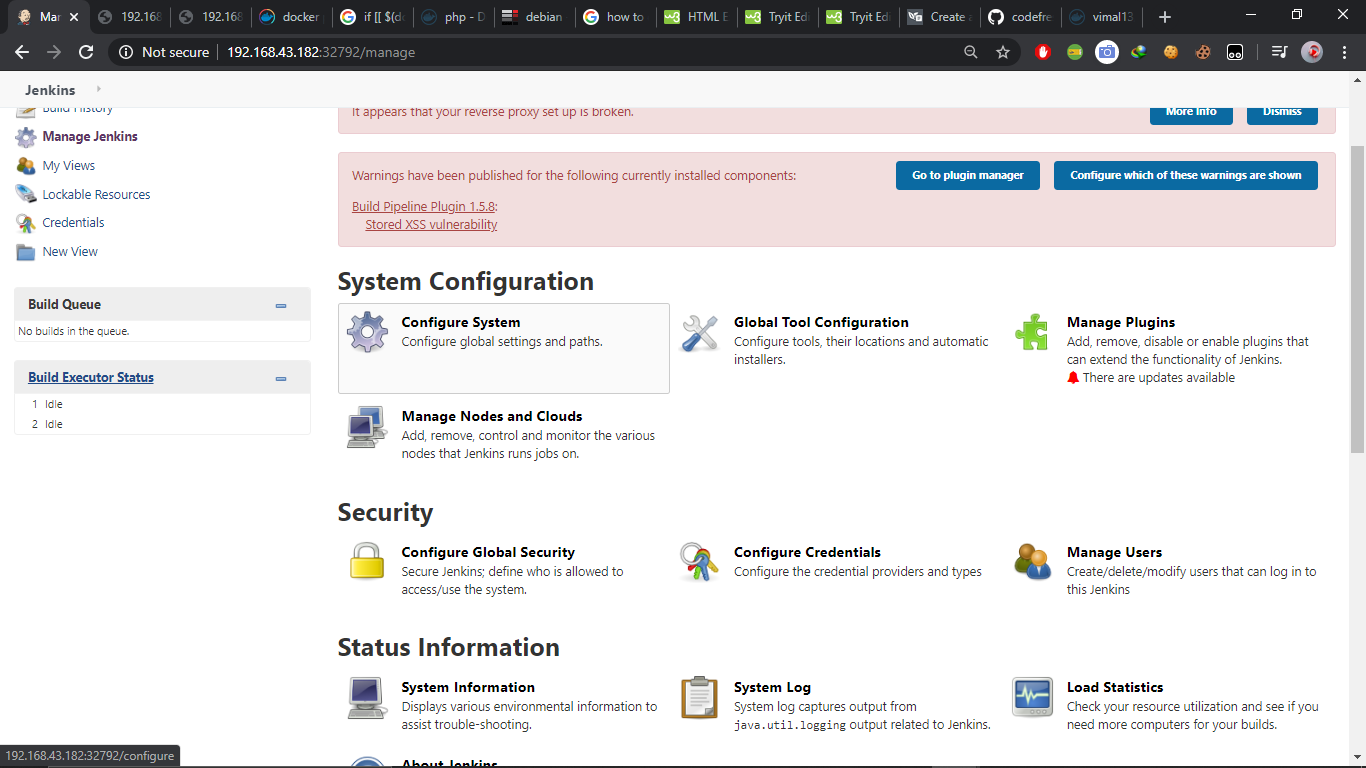 Mar
192.168
192.168
docker
if [[ $(d
php - D
debian
how to
HTML E
Tryit Edi
Tryit Edi
Create a
codefre
vimal13
Not secure
192.168.43.182:32792/manage
Jenkins
Build History
Manage Jenkins
My Views
Lockable Resources
Credentials
New View
Build Queue
No builds in the queue.
Build Executor Status
1 Idle
2 Idle
It appears that your reverse proxy set up is broken.
More Info
Dismiss
Warnings have been published for the following currently installed components:
Go to plugin manager
Configure which of these warnings are shown
Build Pipeline Plugin 1.5.8:
Stored XSS vulnerability
System Configuration
Configure System
Configure global settings and paths.
Global Tool Configuration
Configure tools, their locations and automatic
installers.
Manage Plugins
Add, remove, disable or enable plugins that
can extend the functionality of Jenkins.
There are updates available
Manage Nodes and Clouds
Add, remove, control and monitor the various
nodes that Jenkins runs jobs on.
Security
Configure Global Security
Secure Jenkins; define who is allowed to
access/use the system.
Configure Credentials
Configure the credential providers and types
Manage Users
Create/delete/modify users that can log in to
this Jenkins
Status Information
System Information
Displays various environmental information to
assist trouble-shooting.
System Log
System log captures output from
java.util.logging output related to Jenkins.
Load Statistics
Check your resource utilization and see if you
need more computers for your builds.
About Jenkins
192.168.43.182:32792/configure